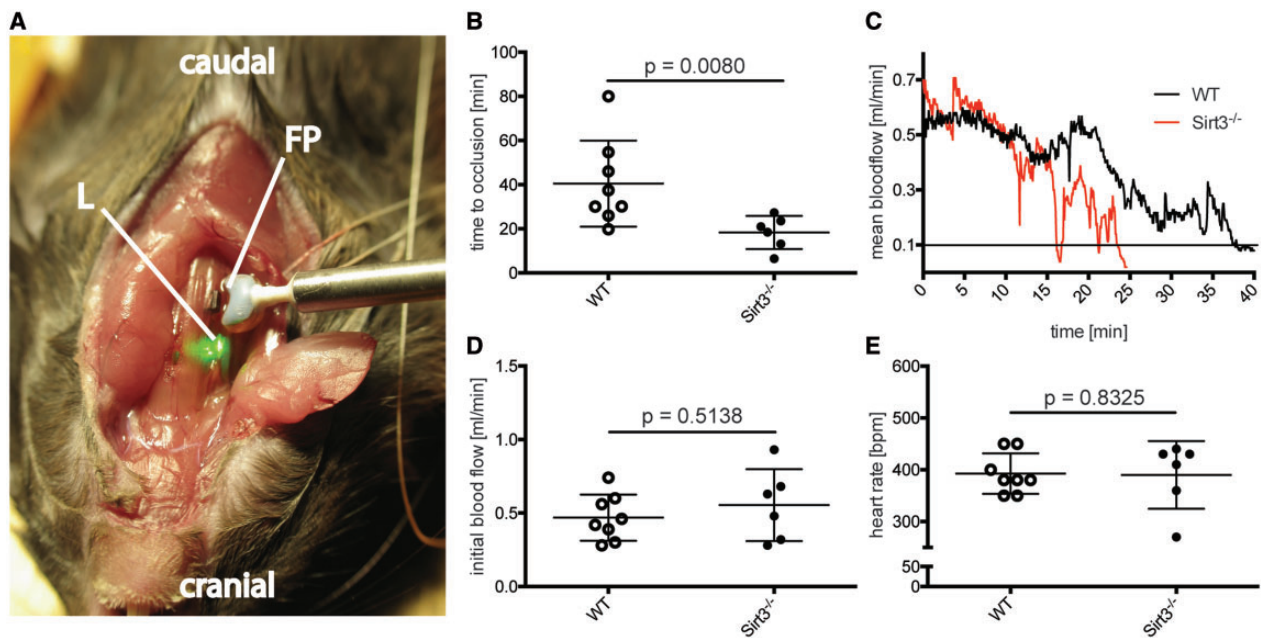 A
caudal
FP
L
cranial
B
time to occlusion [min]
100
80
60
40
20
0
p = 0.0080
WT
Sirt3-/-
C
mean bloodflow [ml/min]
0.7
0.5
0.3
0.1
WT
Sirt3-/-
0
5
10
15
20
25
30
35
40
time [min]
D
initial blood flow [ml/min]
1.5
1.0
0.5
0.0
p = 0.5138
WT
Sirt3-/-
E
heart rate [bpm]
600
500
400
300
50
0
p = 0.8325
WT
Sirt3-/-